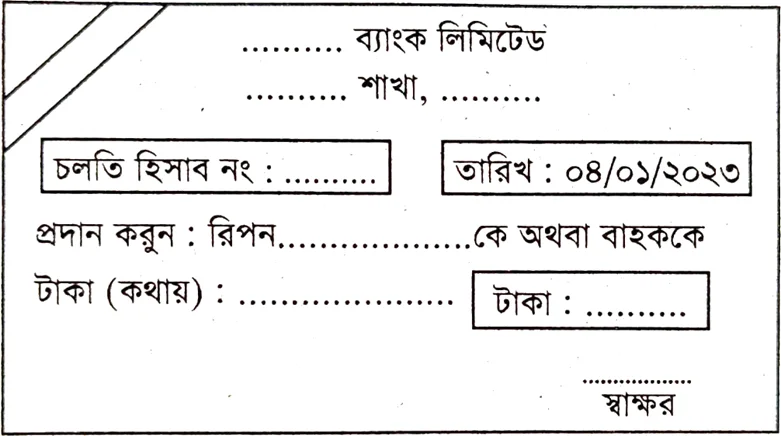 .......... ব্যাংক লিমিটেড
.......... শাখা, ..........
চলতি হিসাব নং : ..........
তারিখ : ০৪/০১/২০২৩
প্রদান করুন : রিপন....................কে অথবা বাহককে
টাকা (কথায়) : ......................
টাকা : ..........
....................
স্বাক্ষর